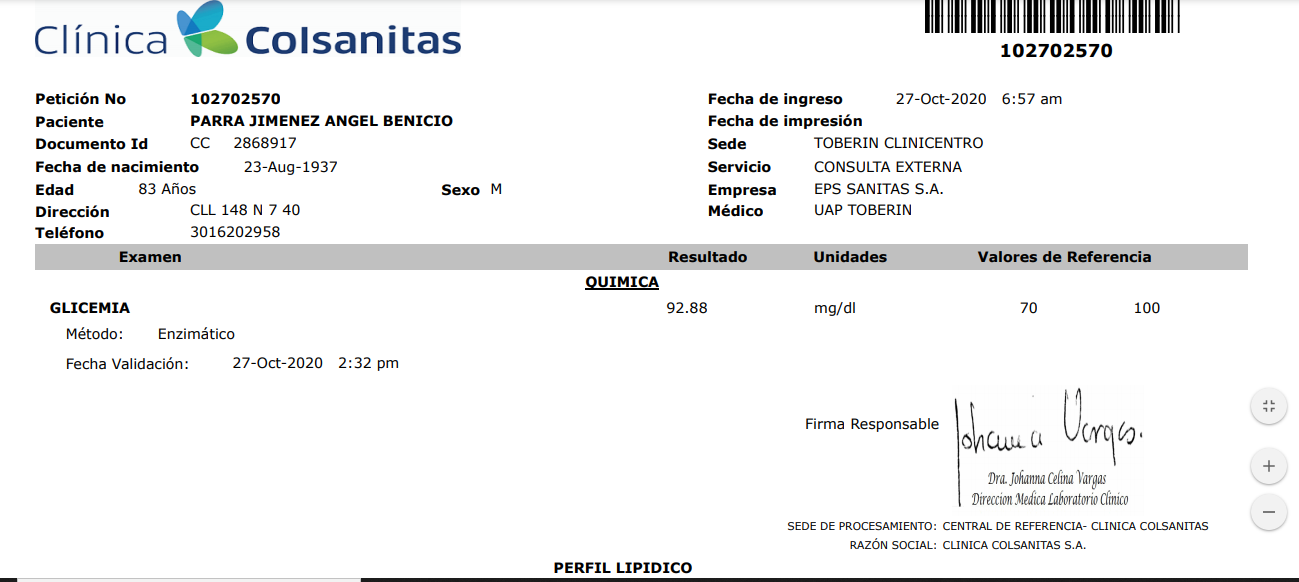 Clínica Colsanitas
102702570
Petición No 102702570
Paciente PARRA JIMENEZ ANGEL BENICIO
Documento Id CC 2868917
Fecha de nacimiento 23-Aug-1937
Edad 83 Años Sexo M
Dirección CLL 148 N 7 40
Teléfono 3016202958
Fecha de ingreso 27-Oct-2020 6:57 am
Fecha de impresión
Sede TOBERIN CLINICENTRO
Servicio CONSULTA EXTERNA
Empresa EPS SANITAS S.A.
Médico UAP TOBERIN
Examen Resultado Unidades Valores de Referencia
QUIMICA
GLICEMIA 92.88 mg/dl 70 100
Método: Enzimático
Fecha Validación: 27-Oct-2020 2:32 pm
Firma Responsable Johanna Vargas.
Dra. Johanna Celina Vargas
Direccion Medica Laboratorio Clinico
SEDE DE PROCESAMIENTO: CENTRAL DE REFERENCIA- CLINICA COLSANITAS
RAZÓN SOCIAL: CLINICA COLSANITAS S.A.
PERFIL LIPIDICO